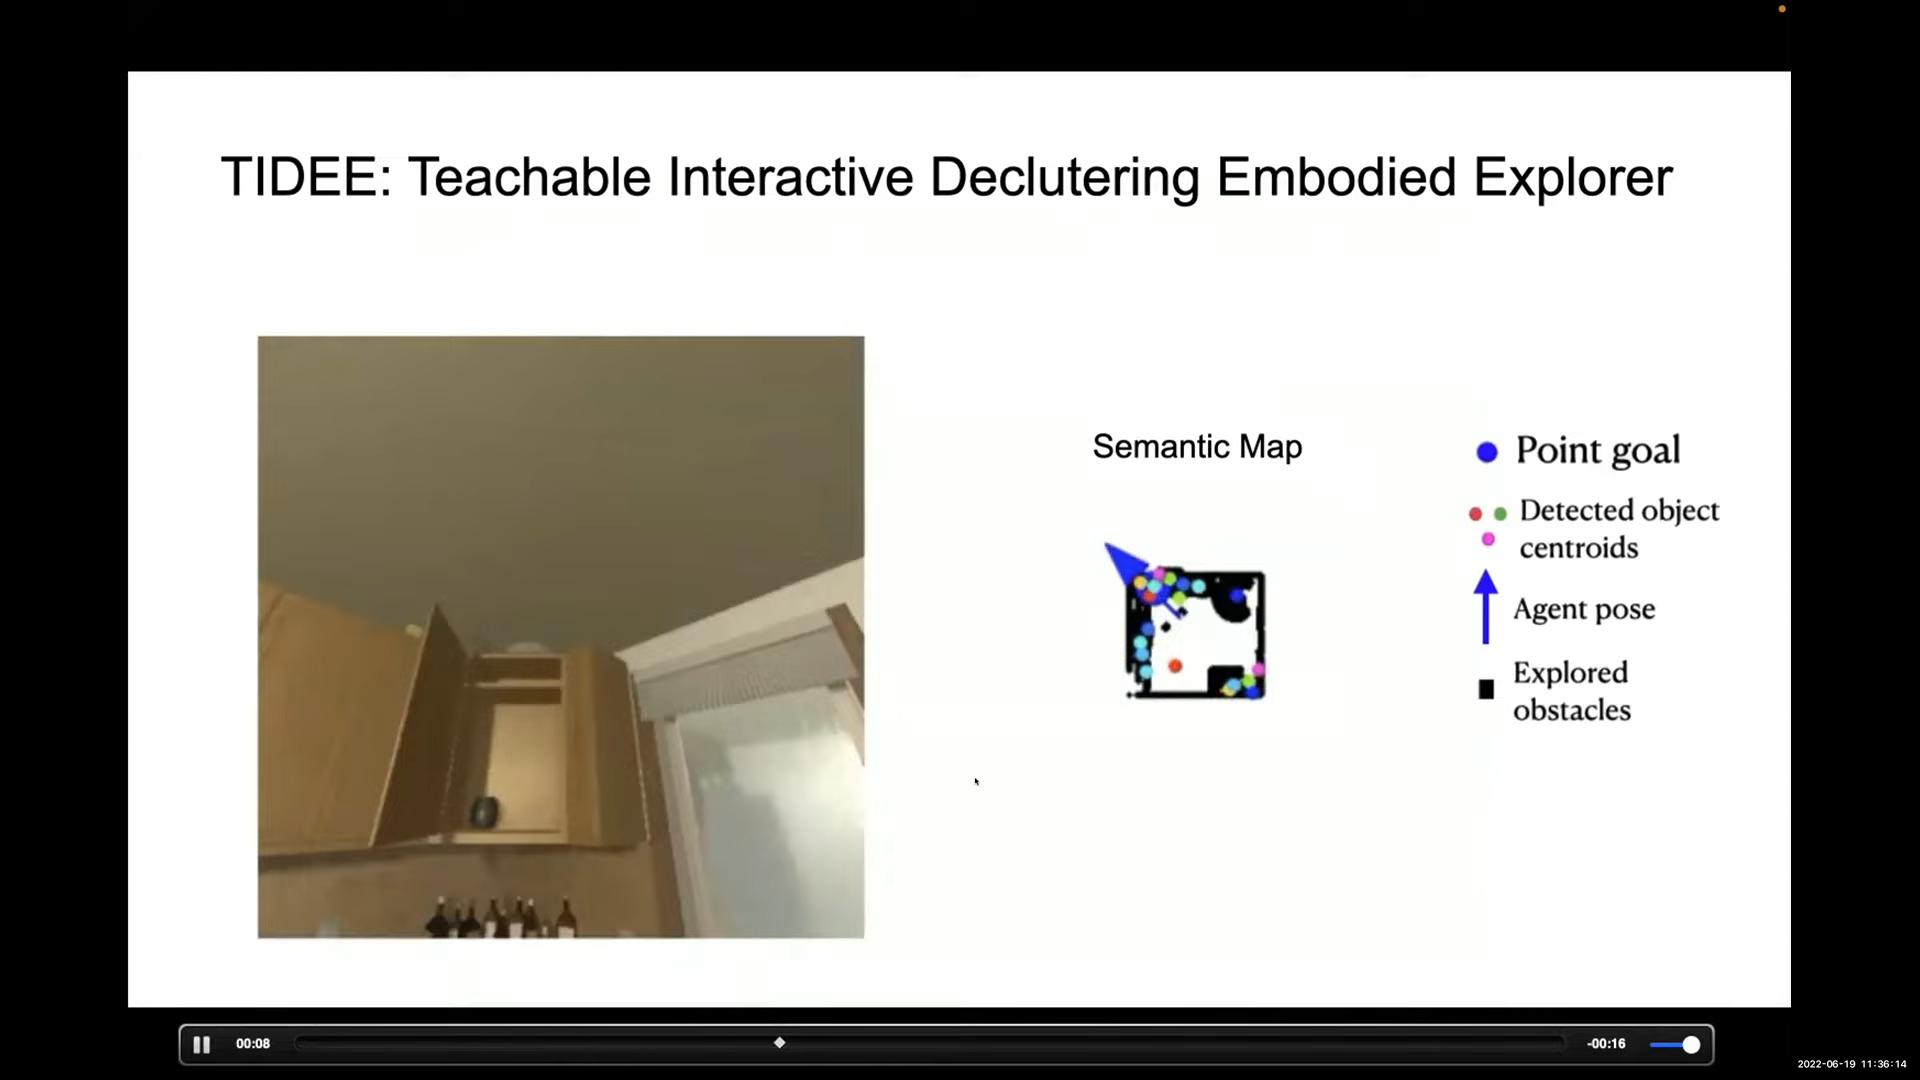 TIDEE: Teachable Interactive Declutering Embodied Explorer
Semantic Map
Point goal
Detected object
centroids
Agent pose
Explored
obstacles
00:08
-00:16
2022-06-19 11:36:14